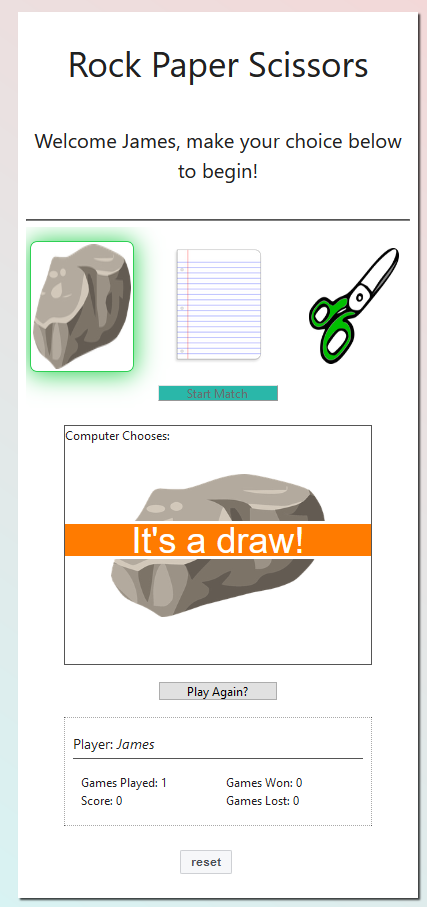 Rock Paper Scissors
Welcome James, make your choice below
to begin!
Start Match
Computer Chooses:
It's a draw!
Play Again?
Player: James
Games Played: 1
Games Won: 0
Score: 0
Games Lost: 0
reset